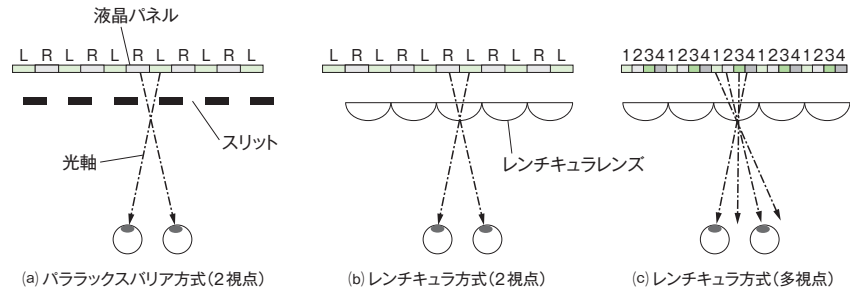 液晶パネル
L R L R L R L R L R L
スリット
光軸
(a) パララックスバリア方式(2視点)
L R L R L R L R L R L
レンチキュラレンズ
(b) レンチキュラ方式(2視点)
12341234123412341234
(c) レンチキュラ方式(多視点)